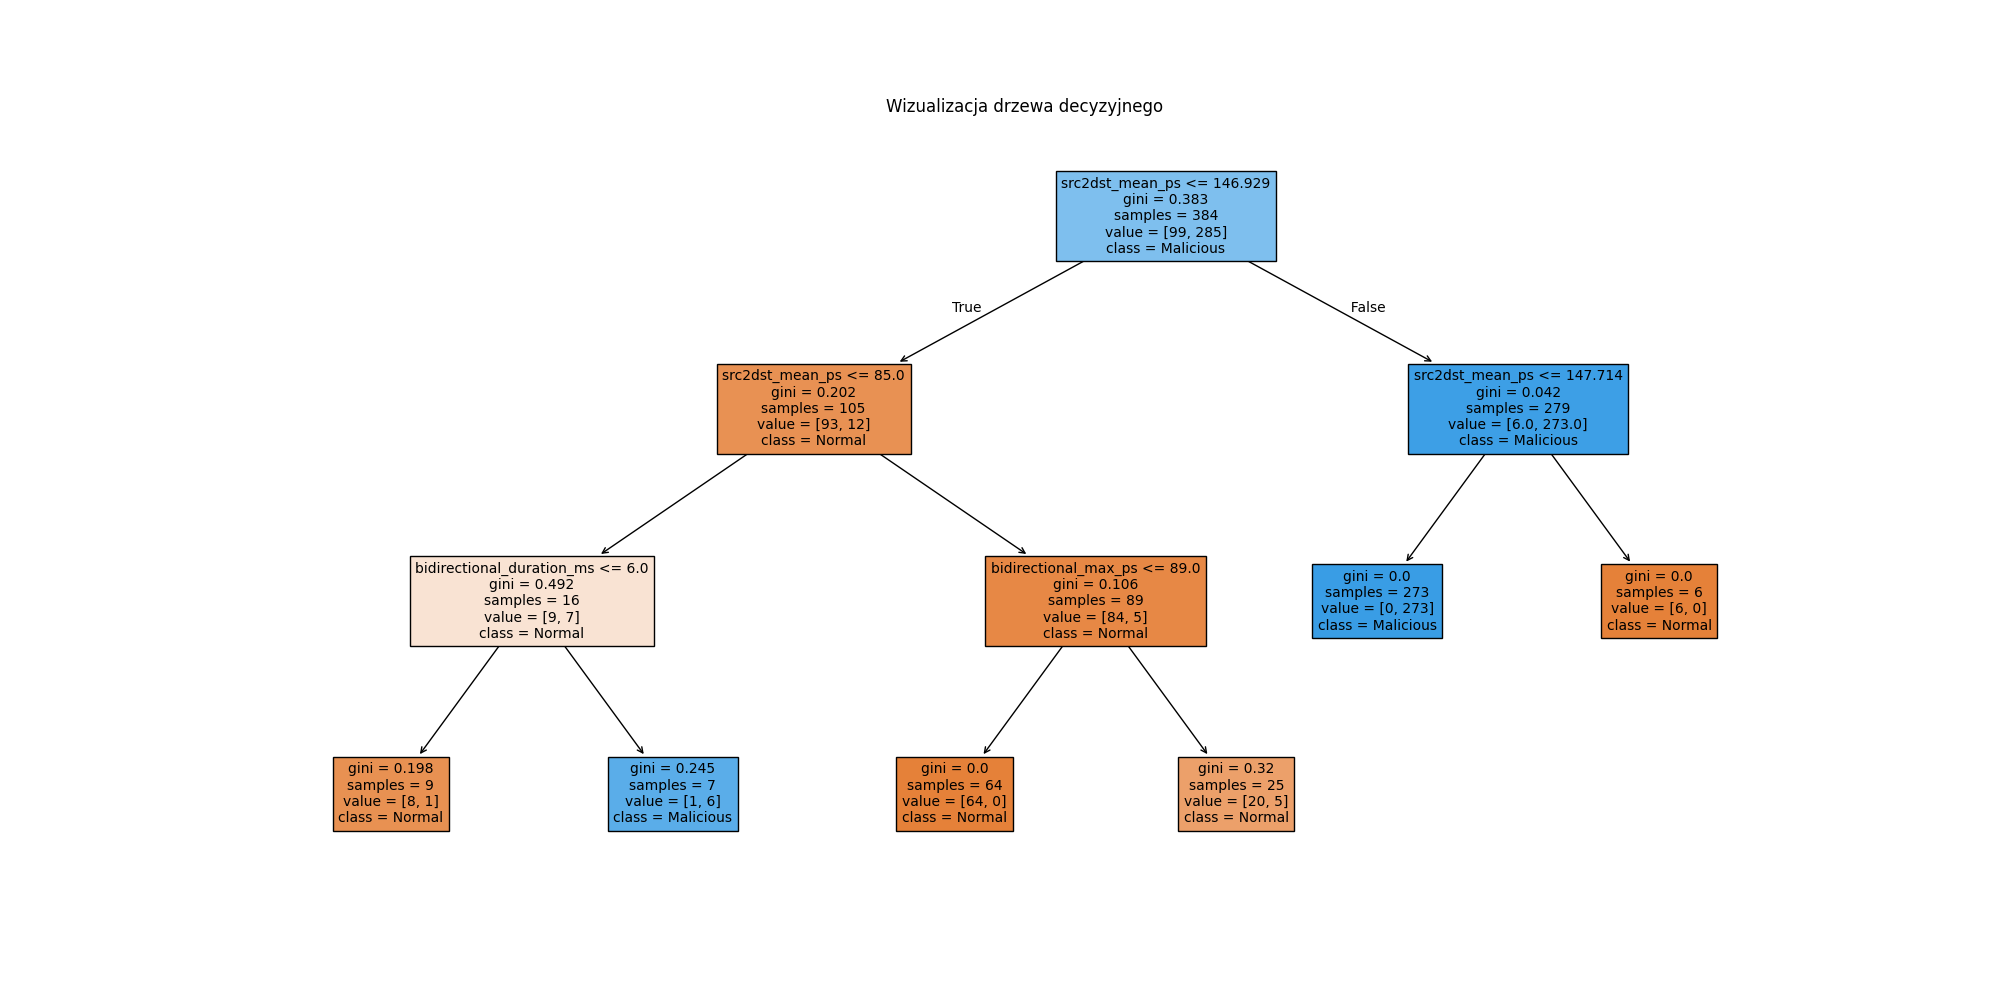 Wizualizacja drzewa decyzyjnego
src2dst_mean_ps <= 146.929
gini = 0.383
samples = 384
value = [99, 285]
class = Malicious
True
False
src2dst_mean_ps <= 85.0
gini = 0.202
samples = 105
value = [93, 12]
class = Normal
src2dst_mean_ps <= 147.714
gini = 0.042
samples = 279
value = [6.0, 273.0]
class = Malicious
bidirectional_duration_ms <= 6.0
gini = 0.492
samples = 16
value = [9, 7]
class = Normal
bidirectional_max_ps <= 89.0
gini = 0.106
samples = 89
value = [84, 5]
class = Normal
gini = 0.0
samples = 273
value = [0, 273]
class = Malicious
gini = 0.0
samples = 6
value = [6, 0]
class = Normal
gini = 0.198
samples = 9
value = [8, 1]
class = Normal
gini = 0.245
samples = 7
value = [1, 6]
class = Malicious
gini = 0.0
samples = 64
value = [64, 0]
class = Normal
gini = 0.32
samples = 25
value = [20, 5]
class = Normal